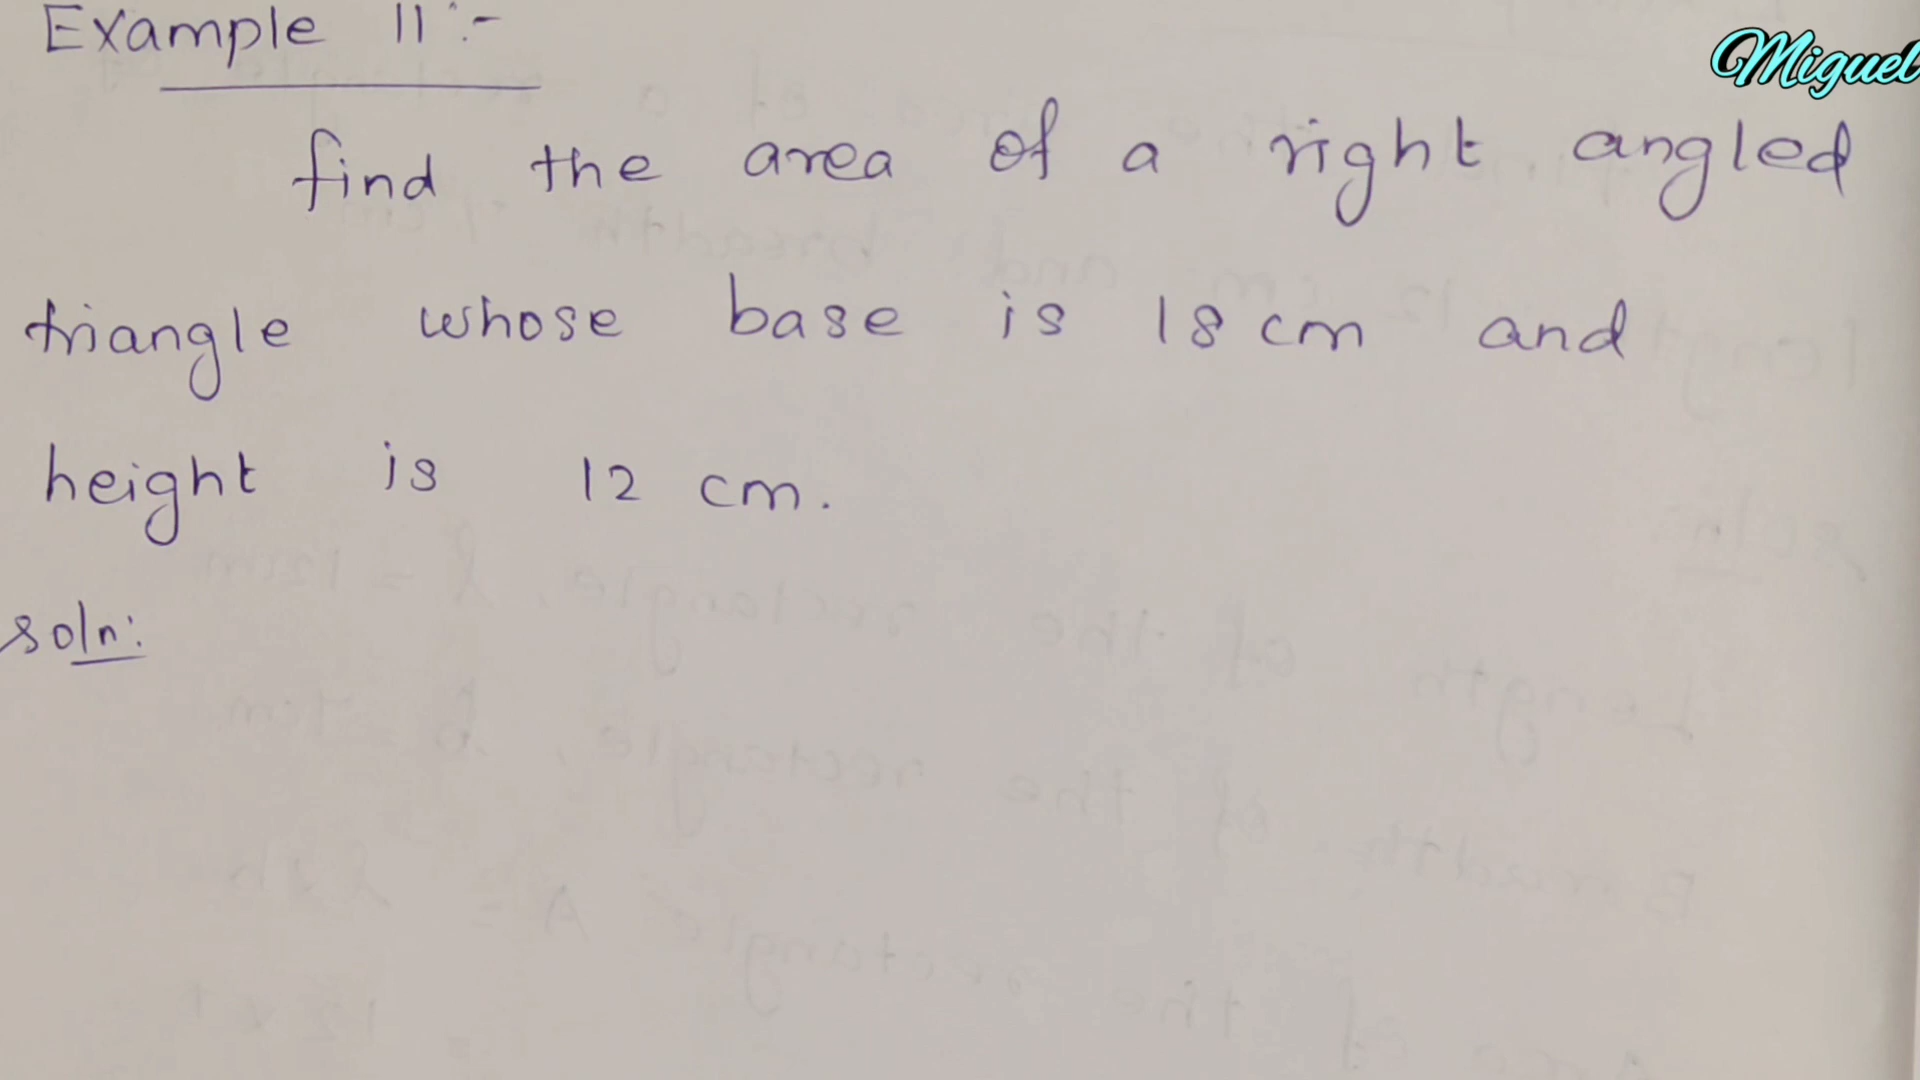 Example 11:-
Miguel
find the area of a right angled
triangle whose base is 18 cm and
height is 12 cm.
soln: